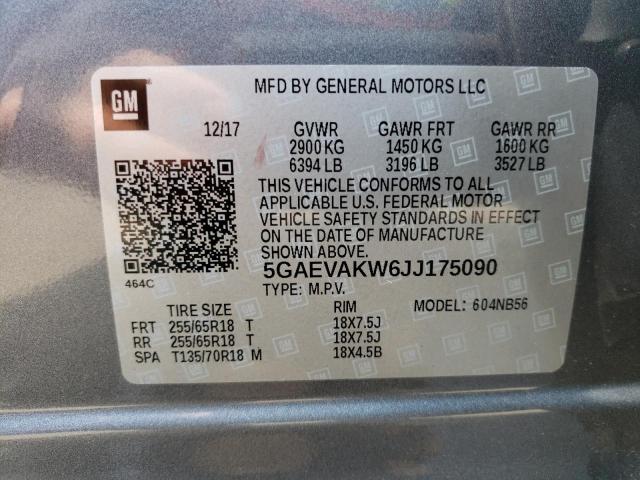 GM
MFD BY GENERAL MOTORS LLC
12/17 GVWR GAWR FRT GAWR RR
2900 KG 1450 KG 1600 KG
6394 LB 3196 LB 3527 LB
THIS VEHICLE CONFORMS TO ALL
APPLICABLE U.S. FEDERAL MOTOR
VEHICLE SAFETY STANDARDS IN EFFECT
ON THE DATE OF MANUFACTURE
SHOWN ABOVE.
464C 5GAEVAKW6JJ175090
TYPE: M.P.V.
TIRE SIZE RIM MODEL: 604NB56
FRT 255/65R18 T 18X7.5J
RR 255/65R18 T 18X7.5J
SPA T135/70R18 M 18X4.5B